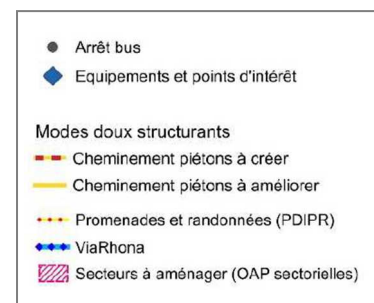 Arrêt bus
Equipements et points d'intérêt
Modes doux structurants
Cheminement piétons à créer
Cheminement piétons à améliorer
Promenades et randonnées (PDIPR)
ViaRhona
Secteurs à aménager (OAP sectorielles)